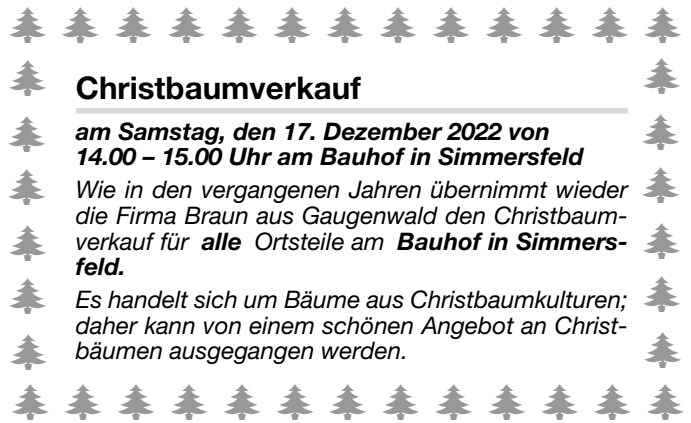 Christbaumverkauf
am Samstag, den 17. Dezember 2022 von
14.00 – 15.00 Uhr am Bauhof in Simmersfeld
Wie in den vergangenen Jahren übernimmt wieder
die Firma Braun aus Gaugenwald den Christbaum-
verkauf für alle Ortsteile am Bauhof in Simmers-
feld.
Es handelt sich um Bäume aus Christbaumkulturen;
daher kann von einem schönen Angebot an Christ-
bäumen ausgegangen werden.